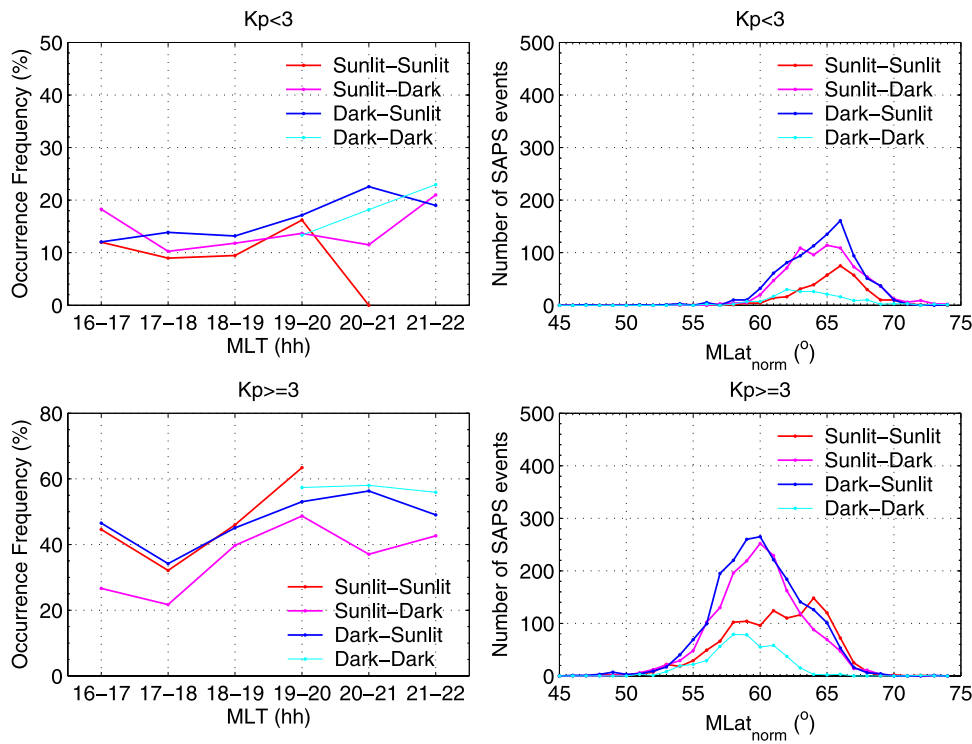 Kp<3
50
40
30
20
10
0
Occurrence Frequency (%)
Sunlit−Sunlit
Sunlit−Dark
Dark−Sunlit
Dark−Dark
16−17 17−18 18−19 19−20 20−21 21−22
MLT (hh)
Kp<3
500
400
300
200
100
0
Number of SAPS events
Sunlit−Sunlit
Sunlit−Dark
Dark−Sunlit
Dark−Dark
45 50 55 60 65 70 75
MLat_norm (°)
Kp>=3
80
60
40
20
0
Occurrence Frequency (%)
Sunlit−Sunlit
Sunlit−Dark
Dark−Sunlit
Dark−Dark
16−17 17−18 18−19 19−20 20−21 21−22
MLT (hh)
Kp>=3
500
400
300
200
100
0
Number of SAPS events
Sunlit−Sunlit
Sunlit−Dark
Dark−Sunlit
Dark−Dark
45 50 55 60 65 70 75
MLat_norm (°)